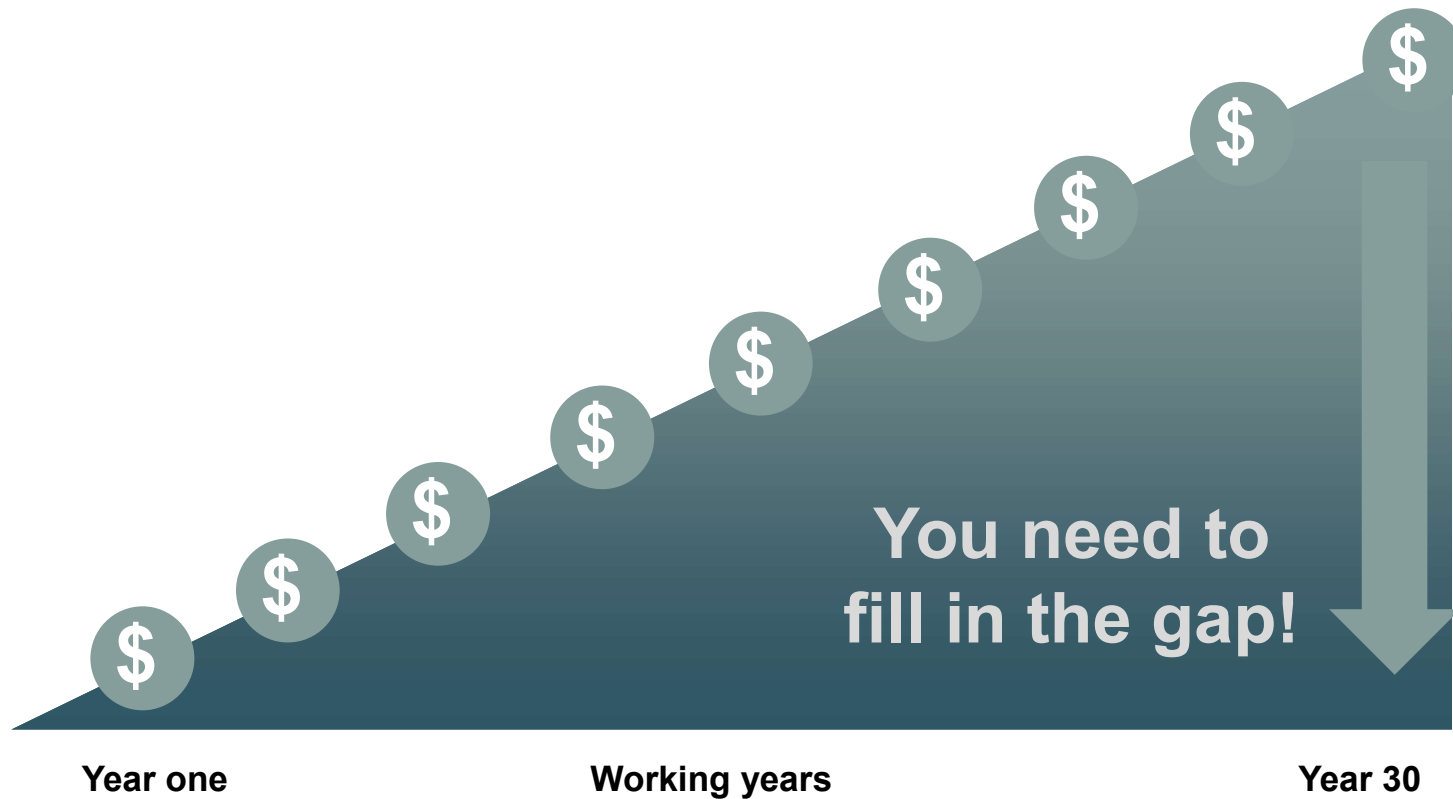 $
$
$
$
$
$
$
$
$
You need to
fill in the gap!
Year one
Working years
Year 30